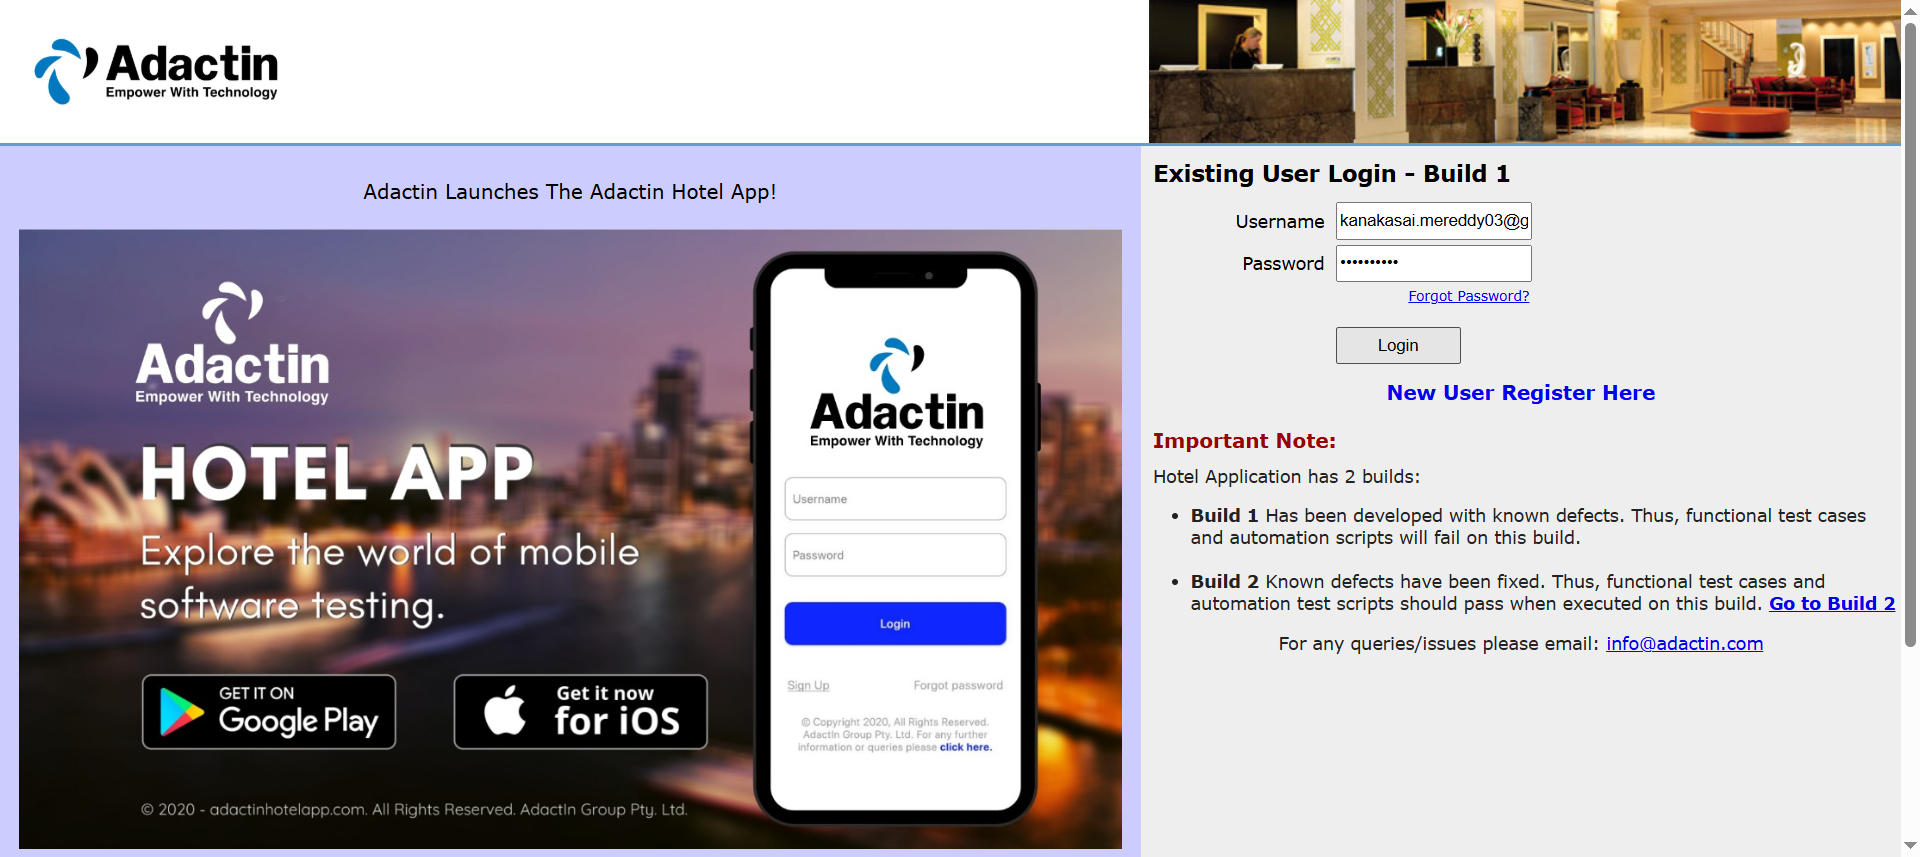 Adactin
Empower With Technology
Adactin Launches The Adactin Hotel App!
Adactin
Empower With Technology
HOTEL APP
Explore the world of mobile
software testing.
GET IT ON
Google Play
Get it now
for iOS
© 2020 - adactinhotelapp.com. All Rights Reserved. AdactIn Group Pty. Ltd.
Adactin
Empower With Technology
Username
Password
Login
Sign Up Forgot password
© Copyright 2020, All Rights Reserved.
AdactIn Group Pty. Ltd. For any further
information or queries please click here.
Existing User Login - Build 1
Username kanakasai.mereddy03@g
Password ••••••••••
Forgot Password?
Login
New User Register Here
Important Note:
Hotel Application has 2 builds:
• Build 1 Has been developed with known defects. Thus, functional test cases
and automation scripts will fail on this build.
• Build 2 Known defects have been fixed. Thus, functional test cases and
automation test scripts should pass when executed on this build. Go to Build 2
For any queries/issues please email: info@adactin.com